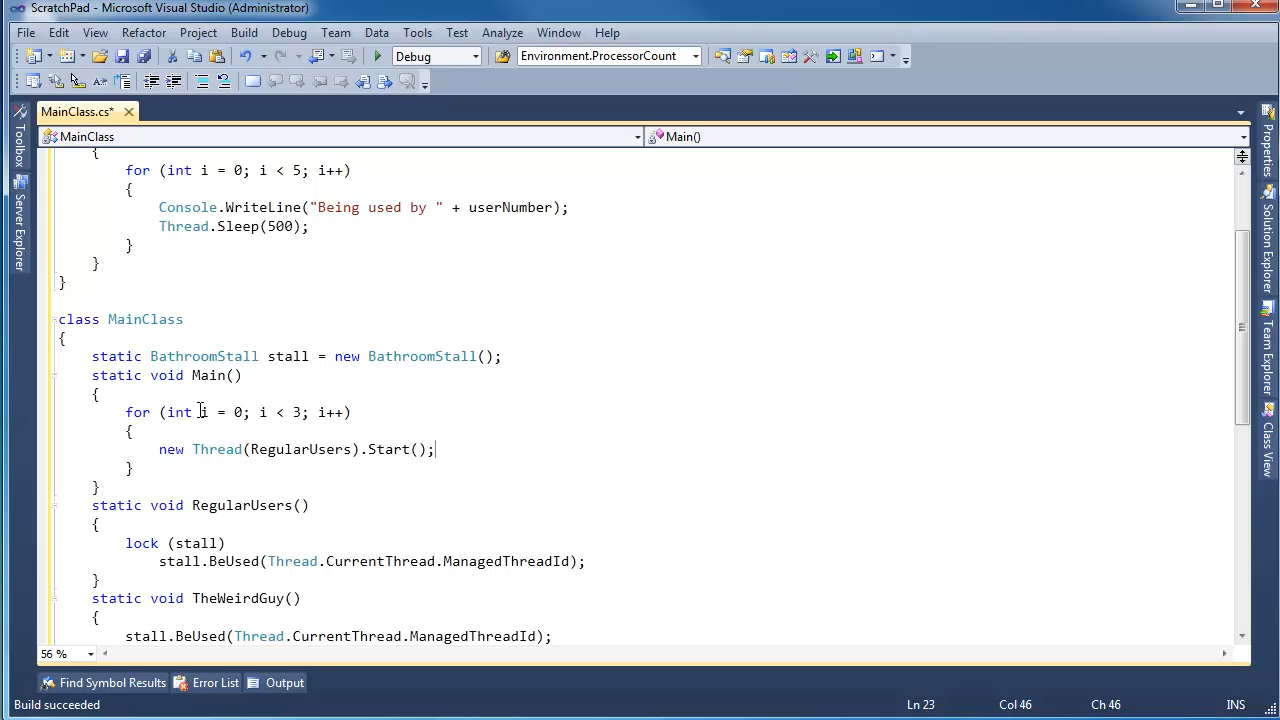 ScratchPad - Microsoft Visual Studio (Administrator)
File Edit View Refactor Project Build Debug Team Data Tools Test Analyze Window Help
Debug Environment.ProcessorCount
MainClass.cs*
MainClass Main()
{
for (int i = 0; i < 5; i++)
{
Console.WriteLine("Being used by " + userNumber);
Thread.Sleep(500);
}
}
}
class MainClass
{
static BathroomStall stall = new BathroomStall();
static void Main()
{
for (int i = 0; i < 3; i++)
{
new Thread(RegularUsers).Start();
}
}
static void RegularUsers()
{
lock (stall)
stall.BeUsed(Thread.CurrentThread.ManagedThreadId);
}
static void TheWeirdGuy()
{
stall.BeUsed(Thread.CurrentThread.ManagedThreadId);
56 %
Toolbox
Server Explorer
Properties
Solution Explorer
Team Explorer
Class View
Find Symbol Results Error List Output
Build succeeded Ln 23 Col 46 Ch 46 INS